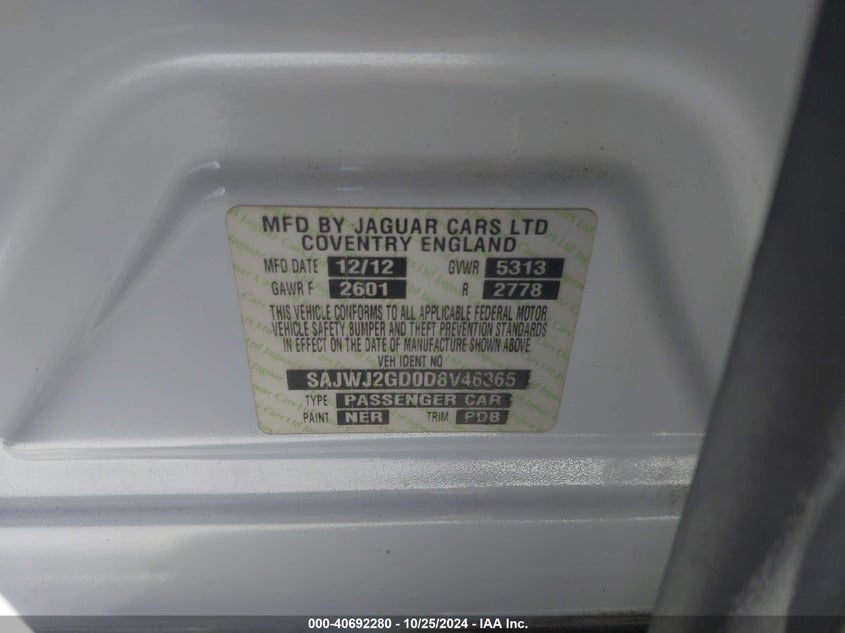 MFD BY JAGUAR CARS LTD
COVENTRY ENGLAND
MFD DATE 12/12 GVWR 5313
GAWR F 2601 R 2778
THIS VEHICLE CONFORMS TO ALL APPLICABLE FEDERAL MOTOR
VEHICLE SAFETY, BUMPER AND THEFT PREVENTION STANDARDS
IN EFFECT ON THE DATE OF MANUFACTURE SHOWN ABOVE.
VEH IDENT NO
SAJWJ2GD0D8V46365
TYPE PASSENGER CAR
PAINT NER TRIM PDB
000-40692280 - 10/25/2024 - IAA Inc.